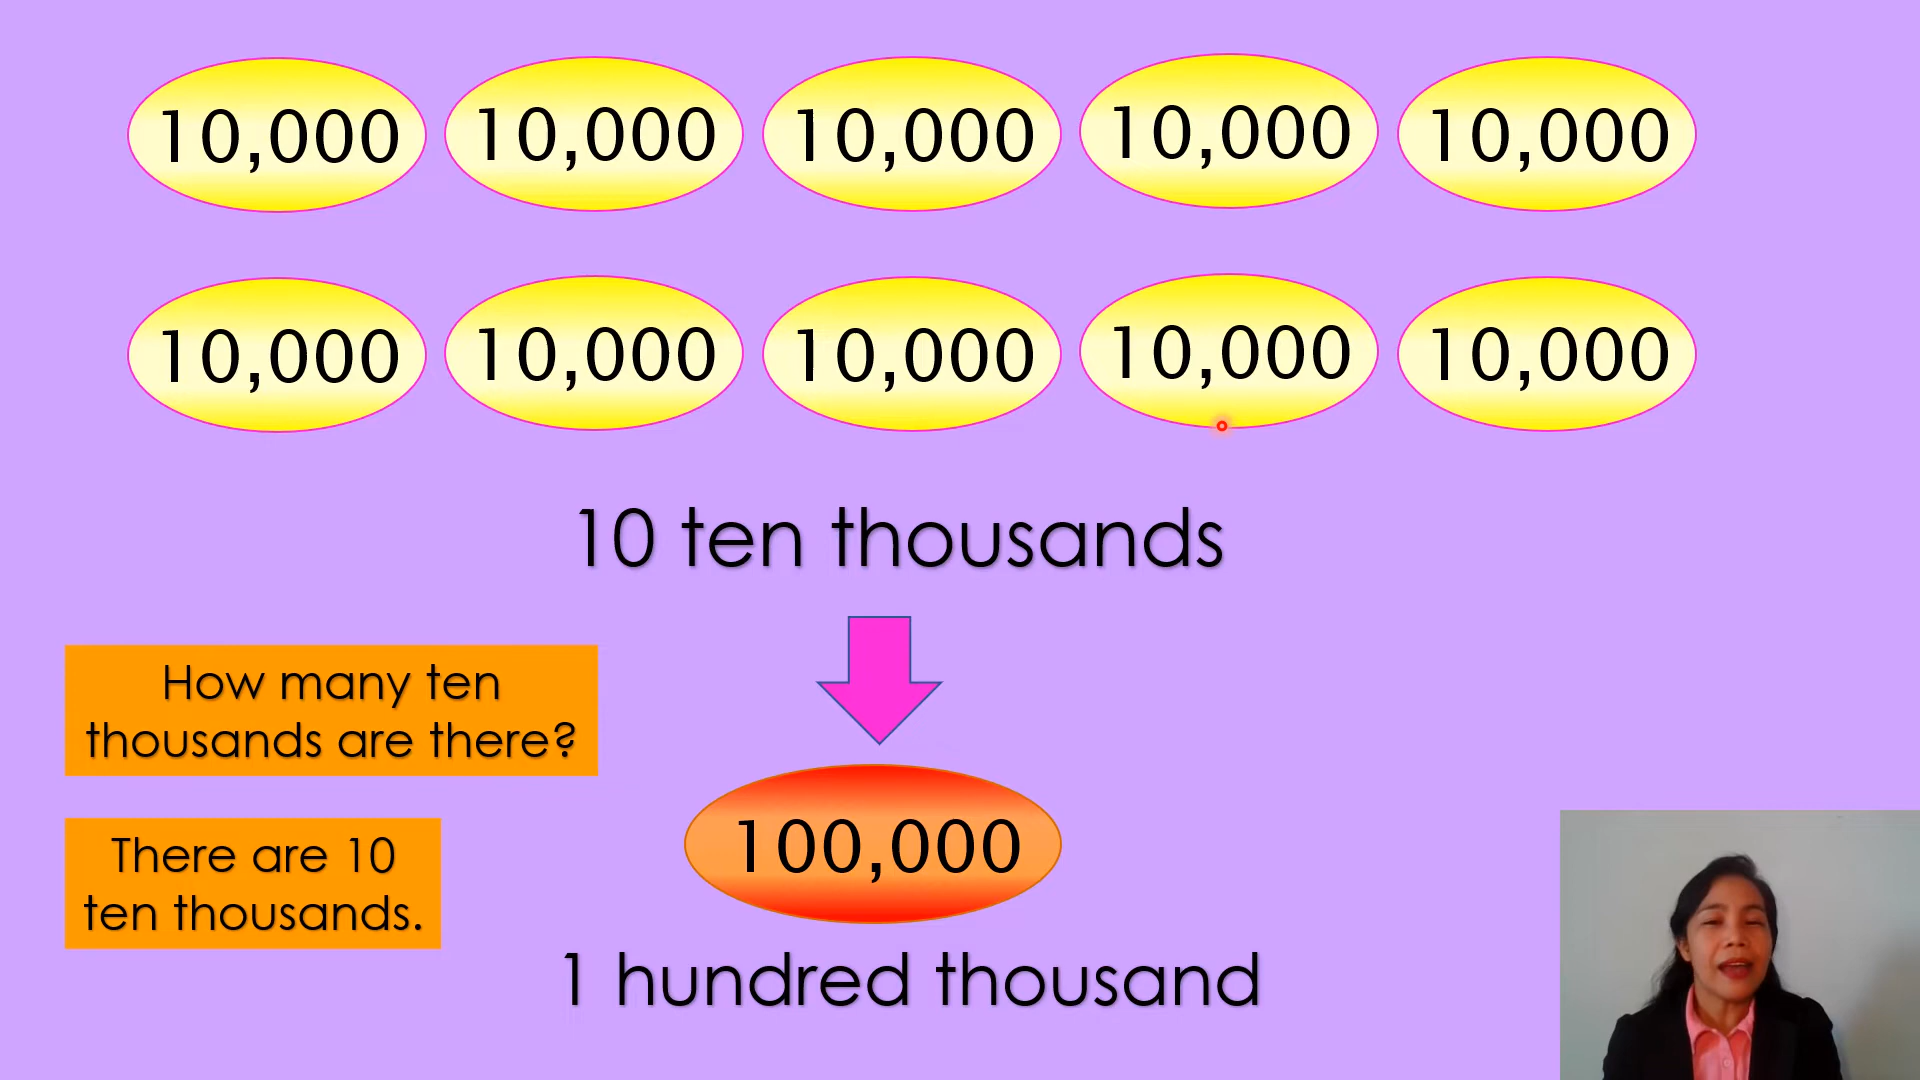 10,000 10,000 10,000 10,000 10,000
10,000 10,000 10,000 10,000 10,000
10 ten thousands
How many ten
thousands are there?
There are 10
ten thousands.
100,000
1 hundred thousand